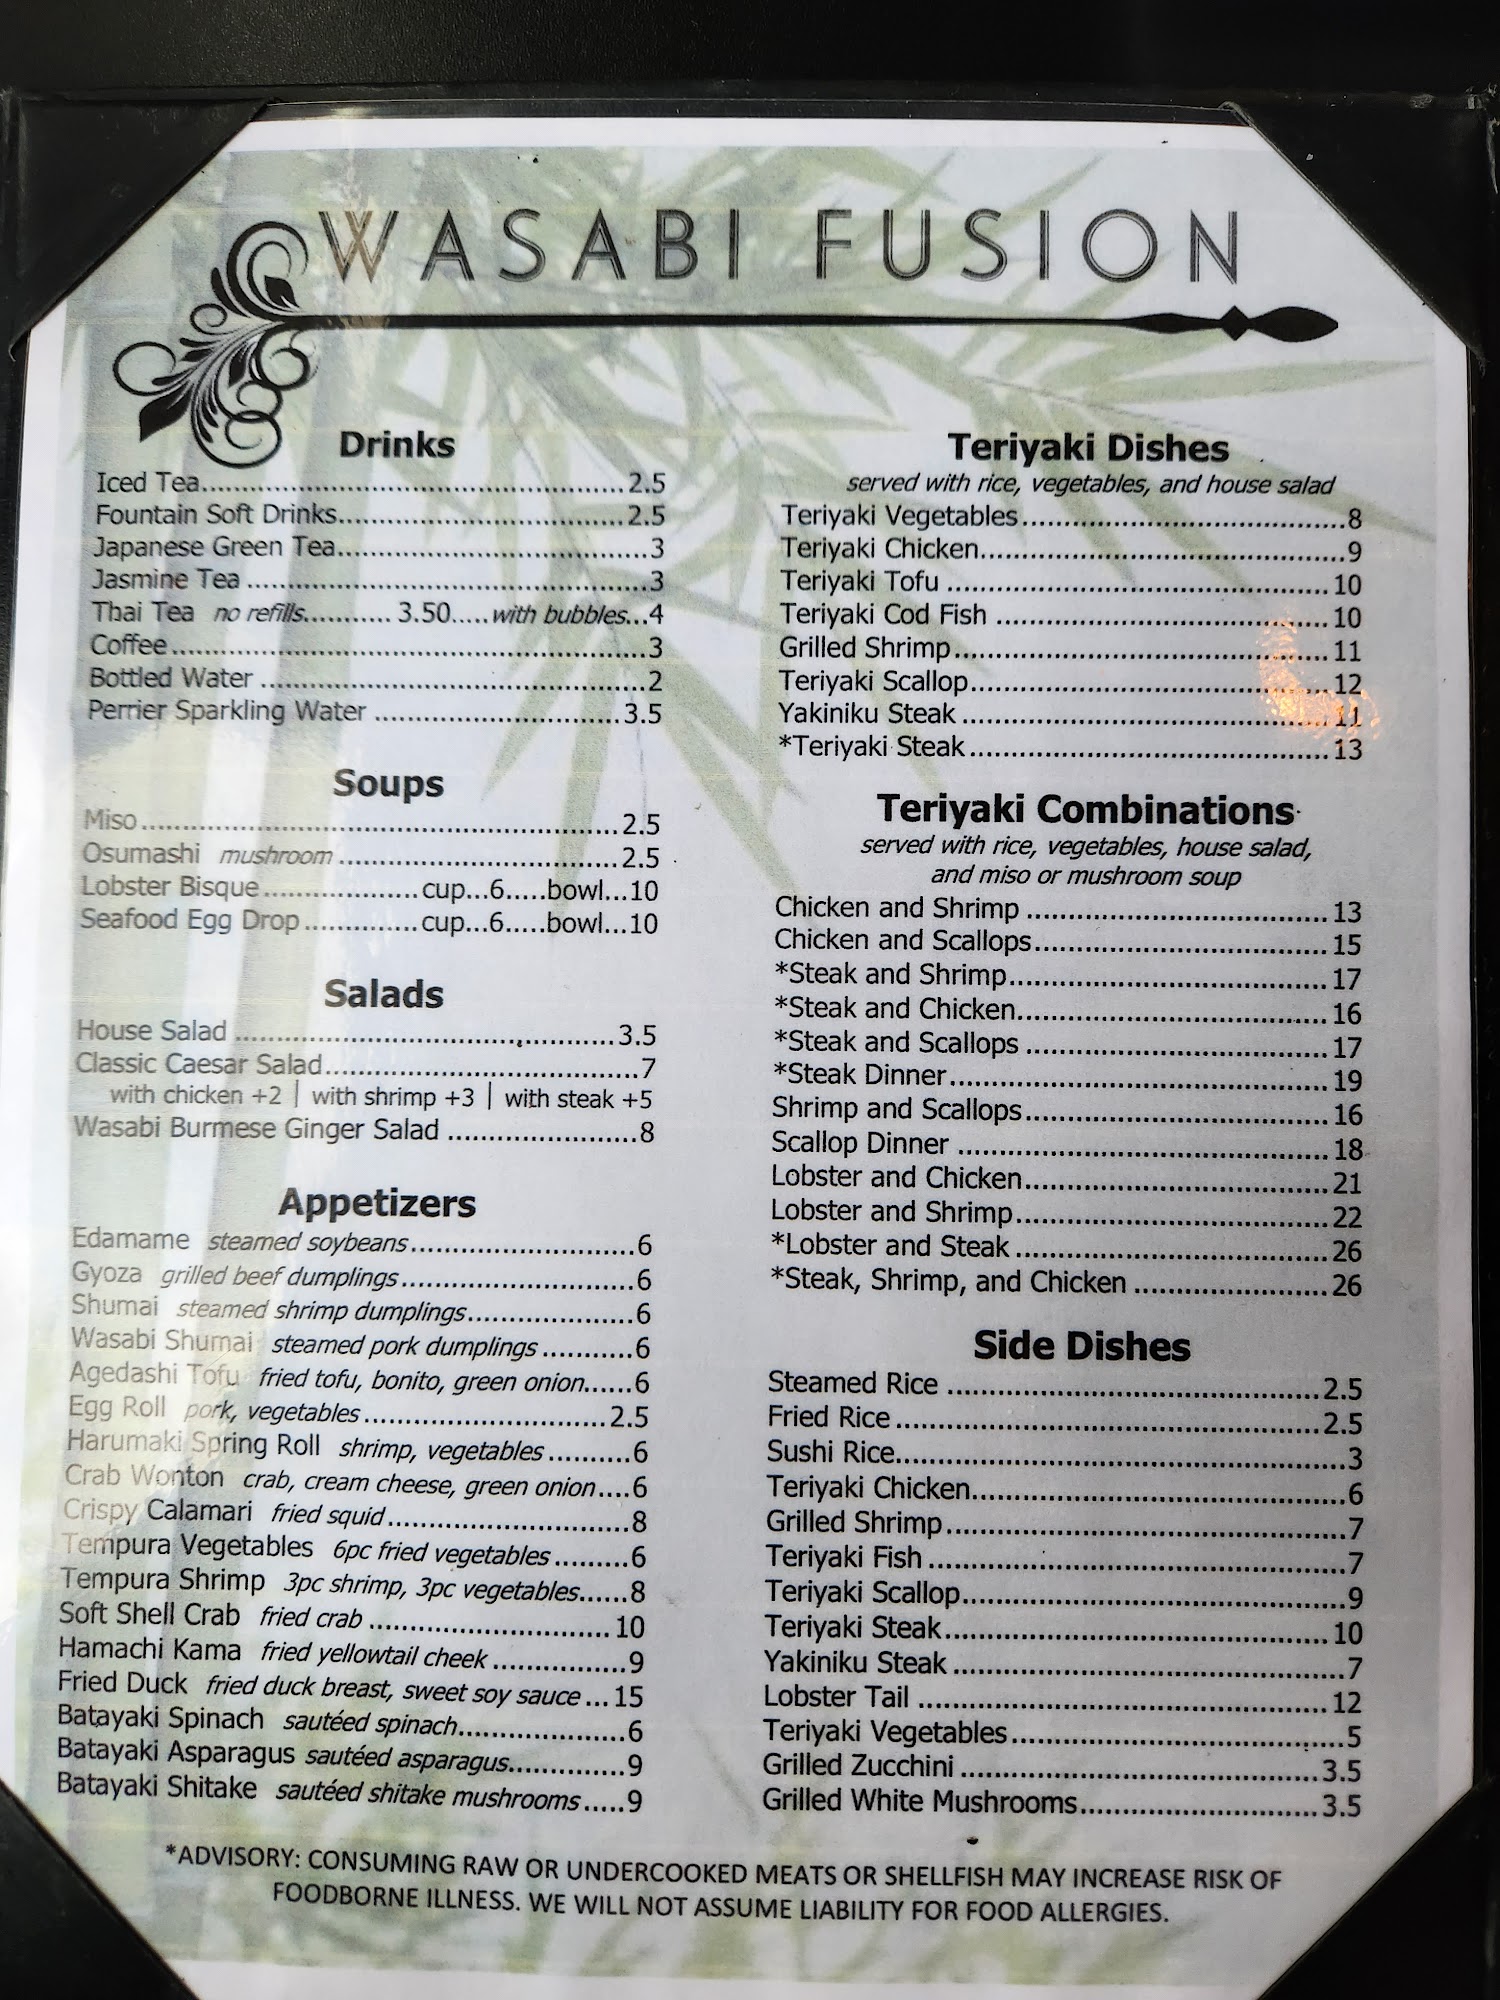 WASABI FUSION
Drinks
Iced Tea.....2.5
Fountain Soft Drinks.....2.5
Japanese Green Tea.....3
Jasmine Tea.....3
Thai Tea no refills.....3.50.....with bubbles...4
Coffee.....3
Bottled Water.....2
Perrier Sparkling Water.....3.5
Soups
Miso.....2.5
Osumashi mushroom.....2.5
Lobster Bisque.....cup...6.....bowl...10
Seafood Egg Drop.....cup...6.....bowl...10
Salads
House Salad.....3.5
Classic Caesar Salad.....7
with chicken +2 | with shrimp +3 | with steak +5
Wasabi Burmese Ginger Salad.....8
Appetizers
Edamame steamed soybeans.....6
Gyoza grilled beef dumplings.....6
Shumai steamed shrimp dumplings.....6
Wasabi Shumai steamed pork dumplings.....6
Agedashi Tofu fried tofu, bonito, green onion.....6
Egg Roll pork, vegetables.....2.5
Harumaki Spring Roll shrimp, vegetables.....6
Crab Wonton crab, cream cheese, green onion....6
Crispy Calamari fried squid.....8
Tempura Vegetables 6pc fried vegetables.....6
Tempura Shrimp 3pc shrimp, 3pc vegetables.....8
Soft Shell Crab fried crab.....10
Hamachi Kama fried yellowtail cheek.....9
Fried Duck fried duck breast, sweet soy sauce...15
Batayaki Spinach sautéed spinach.....6
Batayaki Asparagus sautéed asparagus.....9
Batayaki Shitake sautéed shitake mushrooms.....9
Teriyaki Dishes
served with rice, vegetables, and house salad
Teriyaki Vegetables.....8
Teriyaki Chicken.....9
Teriyaki Tofu.....10
Teriyaki Cod Fish.....10
Grilled Shrimp.....11
Teriyaki Scallop.....12
Yakiniku Steak.....11
*Teriyaki Steak.....13
Teriyaki Combinations
served with rice, vegetables, house salad,
and miso or mushroom soup
Chicken and Shrimp.....13
Chicken and Scallops.....15
*Steak and Shrimp.....17
*Steak and Chicken.....16
*Steak and Scallops.....17
*Steak Dinner.....19
Shrimp and Scallops.....16
Scallop Dinner.....18
Lobster and Chicken.....21
Lobster and Shrimp.....22
*Lobster and Steak.....26
*Steak, Shrimp, and Chicken.....26
Side Dishes
Steamed Rice.....2.5
Fried Rice.....2.5
Sushi Rice.....3
Teriyaki Chicken.....6
Grilled Shrimp.....7
Teriyaki Fish.....7
Teriyaki Scallop.....9
Teriyaki Steak.....10
Yakiniku Steak.....7
Lobster Tail.....12
Teriyaki Vegetables.....5
Grilled Zucchini.....3.5
Grilled White Mushrooms.....3.5
*ADVISORY: CONSUMING RAW OR UNDERCOOKED MEATS OR SHELLFISH MAY INCREASE RISK OF
FOODBORNE ILLNESS. WE WILL NOT ASSUME LIABILITY FOR FOOD ALLERGIES.